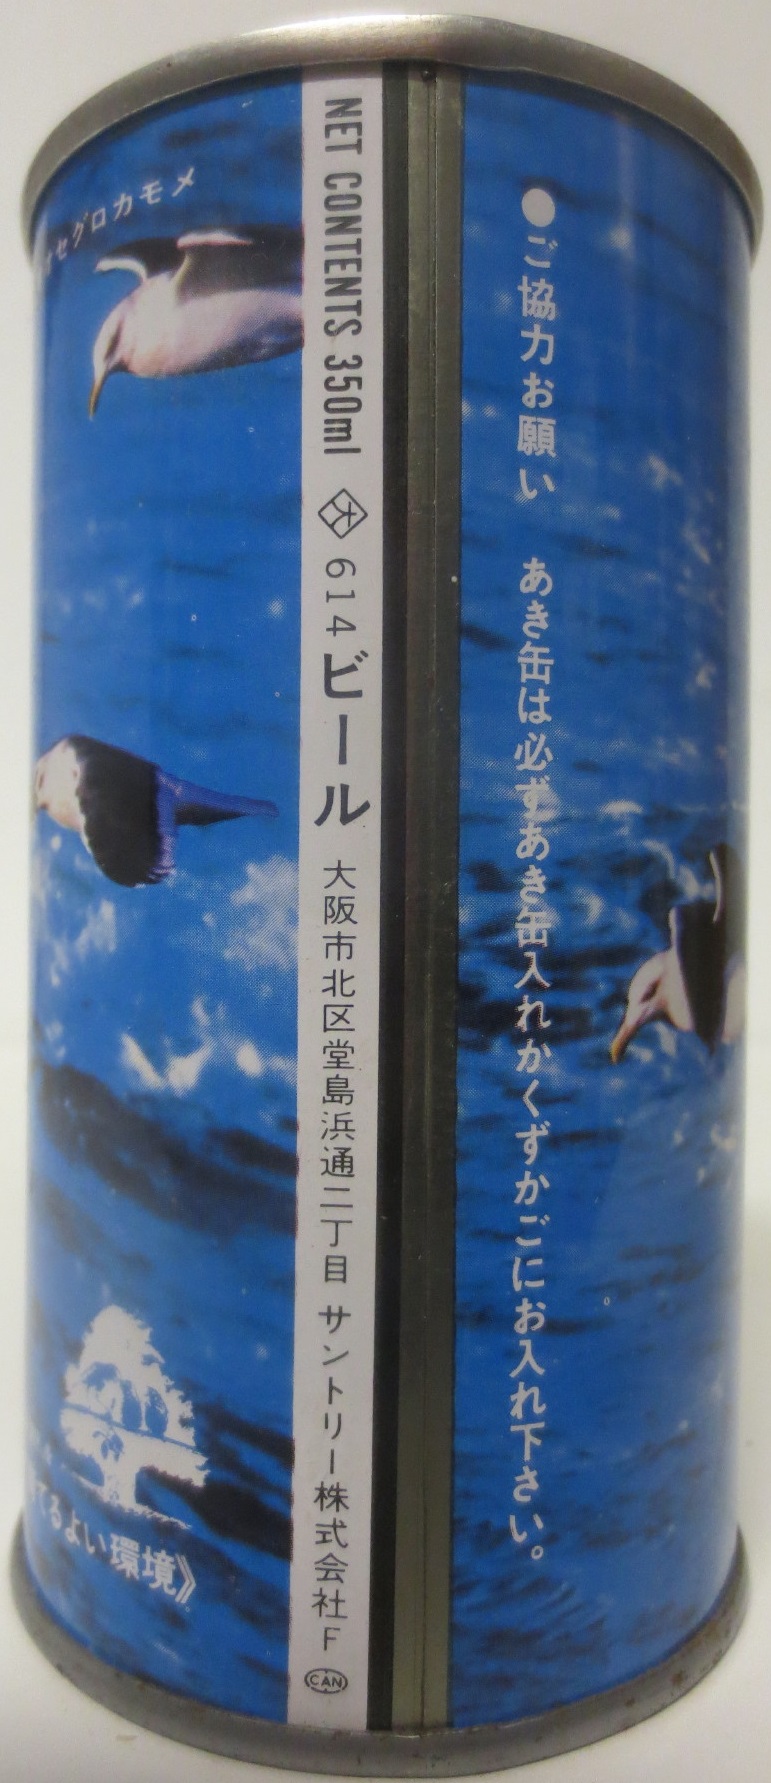 セグロカモメ
NET CONTENTS 350ml 大 614 ビール 大阪市北区堂島浜通二丁目 サントリー株式会社F CAN
●ご協力お願い あき缶は必ずあき缶入れかくずかごにお入れ下さい。
てるよい環境》